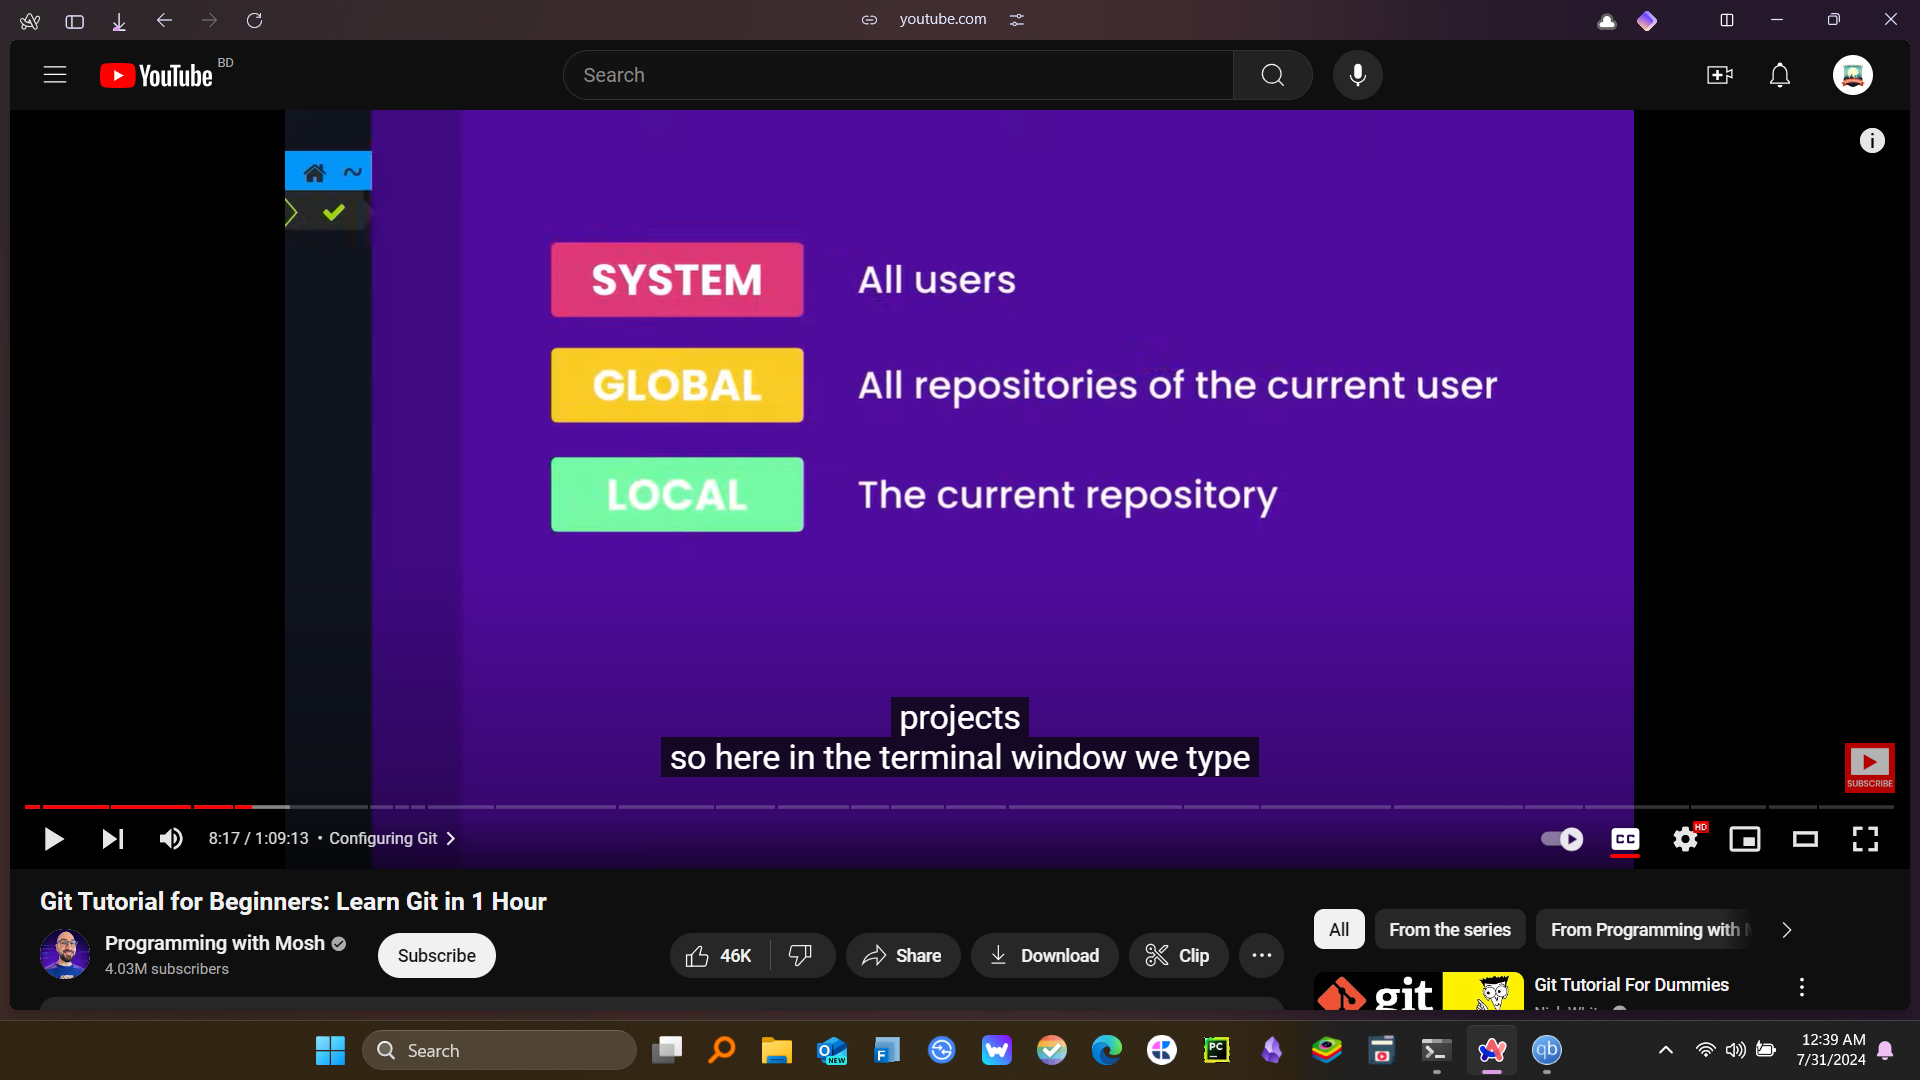 youtube.com
YouTube BD
Search
SYSTEM All users
GLOBAL All repositories of the current user
LOCAL The current repository
projects
so here in the terminal window we type
SUBSCRIBE
8:17 / 1:09:13 • Configuring Git
CC
HD
Git Tutorial for Beginners: Learn Git in 1 Hour
Programming with Mosh
4.03M subscribers
Subscribe
46K
Share
Download
Clip
All
From the series
From Programming with
git
Git Tutorial For Dummies
Search
NEW
PC
qb
12:39 AM
7/31/2024